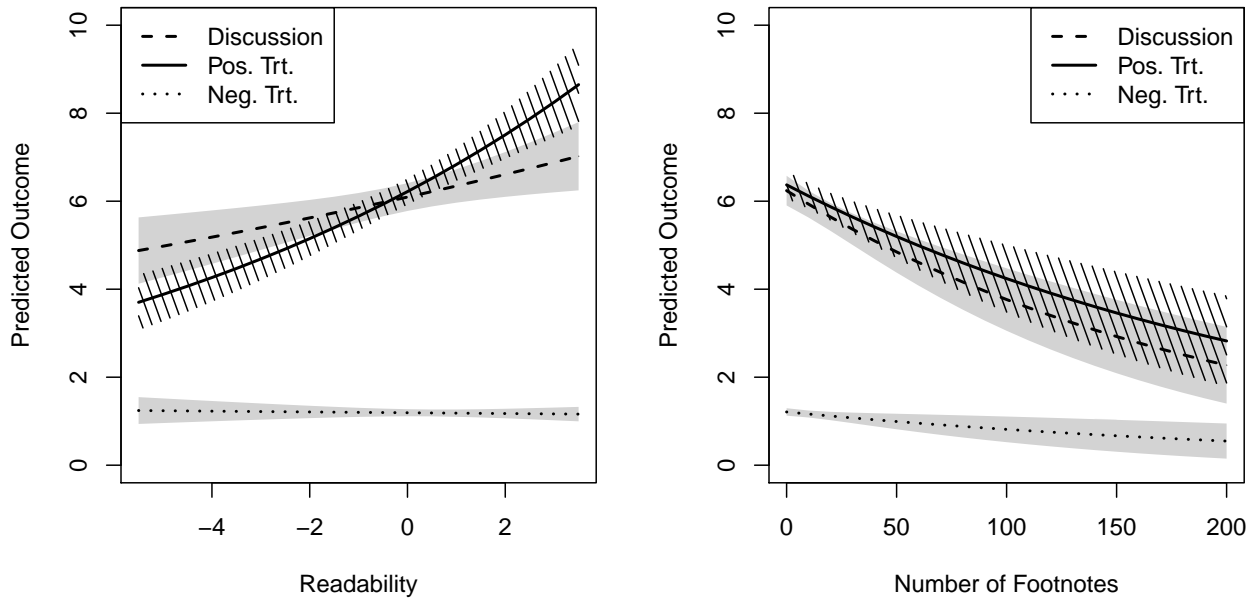 Discussion
Pos. Trt.
Neg. Trt.
Predicted Outcome
10
8
6
4
2
0
−4 −2 0 2
Readability
Discussion
Pos. Trt.
Neg. Trt.
Predicted Outcome
10
8
6
4
2
0
0 50 100 150 200
Number of Footnotes